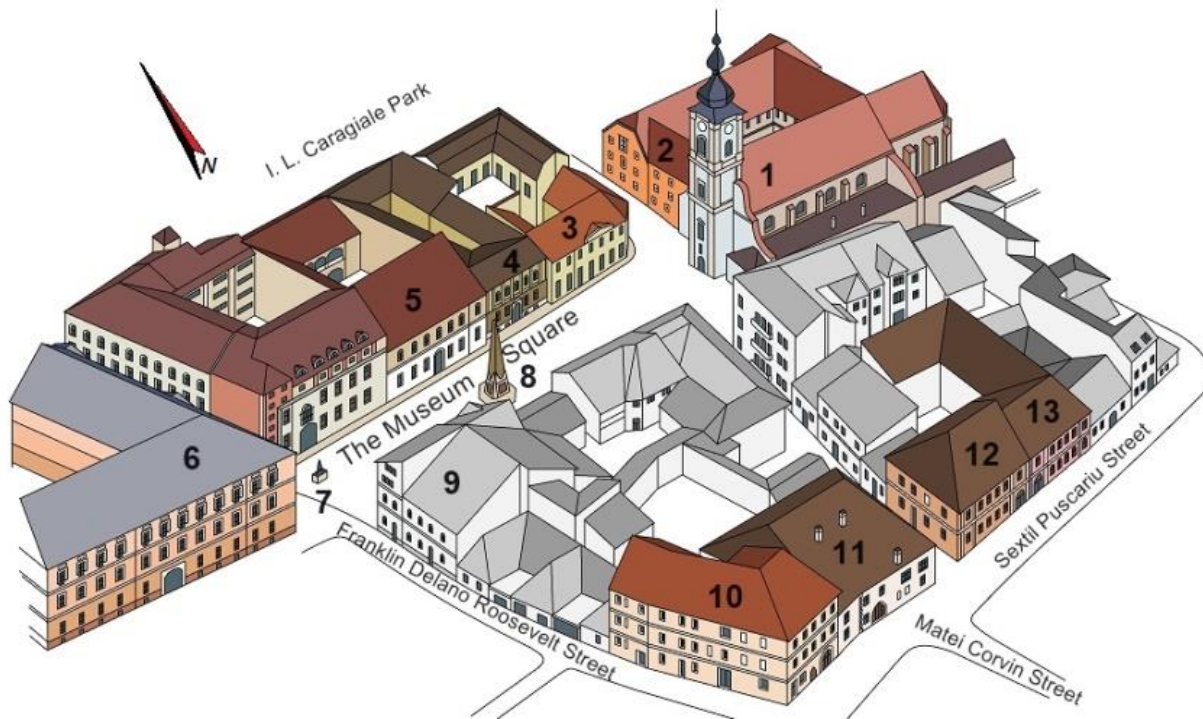 I. L. Caragiale Park
N
2
1
3
4
5
The Museum Square
8
6
7
9
13
12
11
10
Franklin Delano Roosevelt Street
Sextil Puscariu Street
Matei Corvin Street